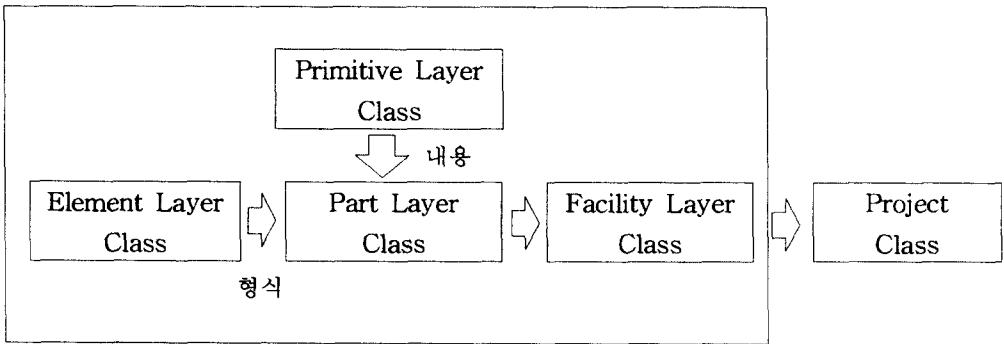 Primitive Layer
Class
내용
Element Layer
Class
Part Layer
Class
Facility Layer
Class
Project
Class
형식